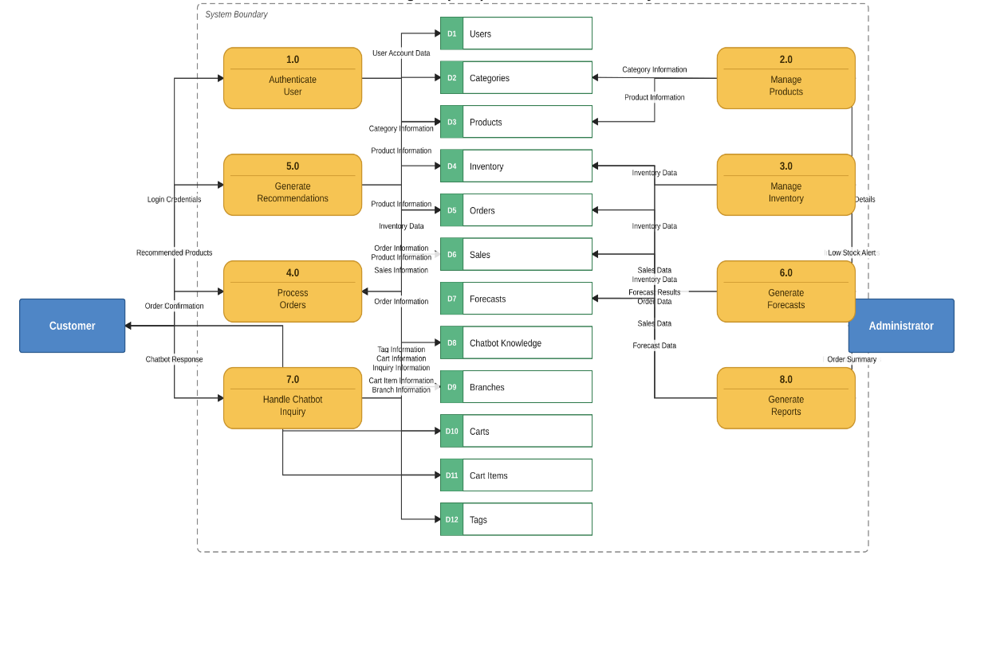 System Boundary
D1
Users
User Account Data
1.0
Authenticate
User
2.0
Manage
Products
Category Information
D2
Categories
Product Information
D3
Products
Category Information
Product Information
5.0
Generate
Recommendations
D4
Inventory
Inventory Data
3.0
Manage
Inventory
Login Credentials
Product Information
D5
Orders
Details
Inventory Data
Inventory Data
Recommended Products
Order Information
Product Information
D6
Sales
Low Stock Alert
Sales Information
Sales Data
Inventory Data
4.0
Process
Orders
6.0
Generate
Forecasts
Order Confirmation
Order Information
D7
Forecasts
Forecast Results
Order Data
Customer
Administrator
Sales Data
D8
Chatbot Knowledge
Forecast Data
Chatbot Response
Tag Information
Cart Information
Inquiry Information
Order Summary
7.0
Handle Chatbot
Inquiry
Cart Item Information
Branch Information
D9
Branches
8.0
Generate
Reports
D10
Carts
D11
Cart Items
D12
Tags